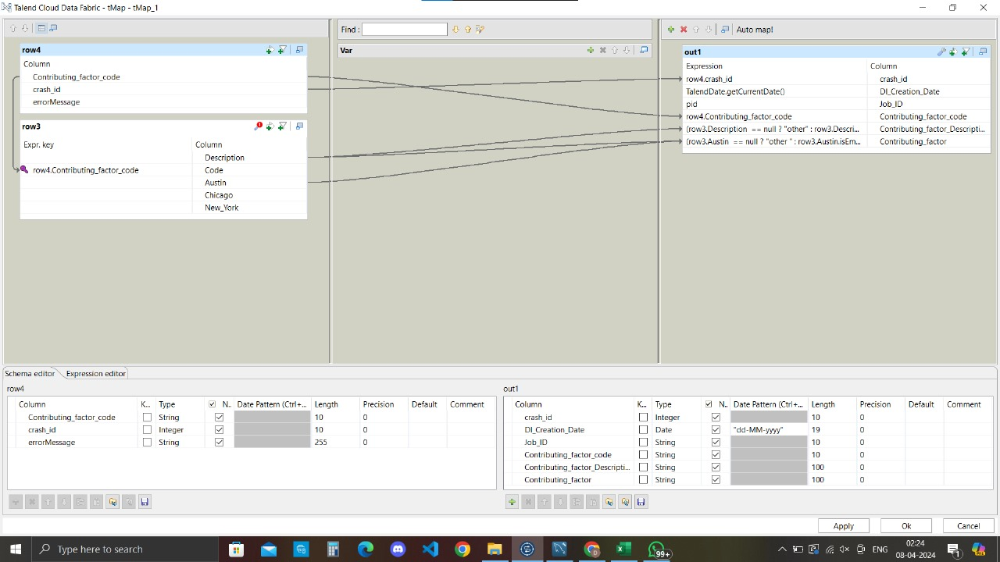 Talend Cloud Data Fabric - tMap - tMap_1
row4
Column
Contributing_factor_code
crash_id
errorMessage
row3
Expr. key Column
Description
row4.Contributing_factor_code Code
Austin
Chicago
New_York
Find :
Var
Auto map!
out1
Expression Column
row4.crash_id crash_id
TalendDate.getCurrentDate() DI_Creation_Date
pid Job_ID
row4.Contributing_factor_code Contributing_factor_code
(row3.Description == null ? "other" : row3.Descri... Contributing_factor_Descripti...
(row3.Austin == null ? "other " : row3.Austin.isEm... Contributing_factor
Schema editor Expression editor
row4
Column K... Type N.. Date Pattern (Ctrl+... Length Precision Default Comment
Contributing_factor_code String 10 0
crash_id Integer 10 0
errorMessage String 255 0
out1
Column K... Type N.. Date Pattern (Ctrl+... Length Precision Default Comment
crash_id Integer 10 0
DI_Creation_Date Date "dd-MM-yyyy" 19 0
Job_ID String 10 0
Contributing_factor_code String 10 0
Contributing_factor_Descripti... String 100 0
Contributing_factor String 100 0
Apply Ok Cancel
Type here to search
99+
ENG
02:24
08-04-2024
1